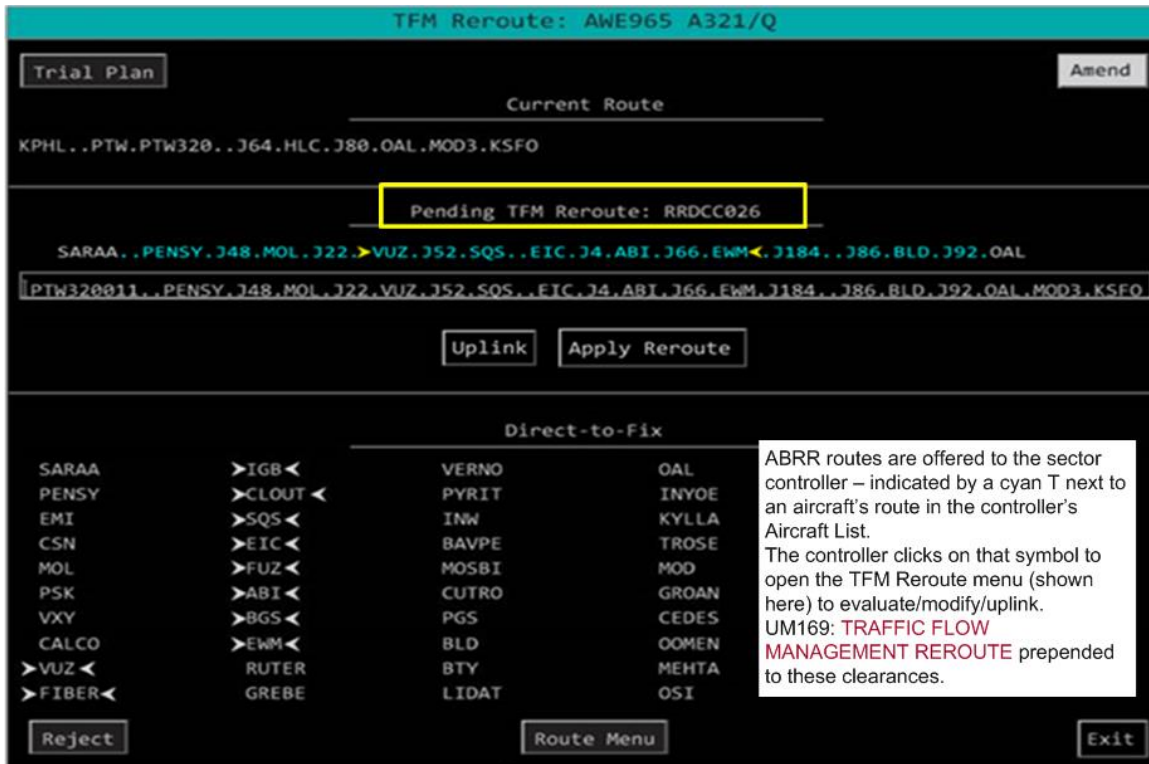 TFM Reroute: AWE965 A321/Q
Trial Plan
Amend
Current Route
KPHL..PTW.PTW320..J64.HLC.J80.OAL.MOD3.KSFO
Pending TFM Reroute: RRDCC026
SARAA..PENSY.J48.MOL.J22.➤VUZ.J52.SQS..EIC.J4.ABI.J66.EWM⮜.J184..J86.BLD.J92.OAL
PTW320011..PENSY.J48.MOL.J22.VUZ.J52.SQS..EIC.J4.ABI.J66.EWM.J184..J86.BLD.J92.OAL.MOD3.KSFO
Uplink Apply Reroute
Direct-to-Fix
SARAA ➤IGB⮜ VERNO OAL
PENSY ➤CLOUT⮜ PYRIT INYOE
EMI ➤SQS⮜ INW KYLLA
CSN ➤EIC⮜ BAVPE TROSE
MOL ➤FUZ⮜ MOSBI MOD
PSK ➤ABI⮜ CUTRO GROAN
VXY ➤BGS⮜ PGS CEDES
CALCO ➤EWM⮜ BLD OOMEN
➤VUZ⮜ RUTER BTY MEHTA
➤FIBER⮜ GREBE LIDAT OSI
ABRR routes are offered to the sector
controller – indicated by a cyan T next to
an aircraft's route in the controller's
Aircraft List.
The controller clicks on that symbol to
open the TFM Reroute menu (shown
here) to evaluate/modify/uplink.
UM169: TRAFFIC FLOW
MANAGEMENT REROUTE prepended
to these clearances.
Reject Route Menu Exit